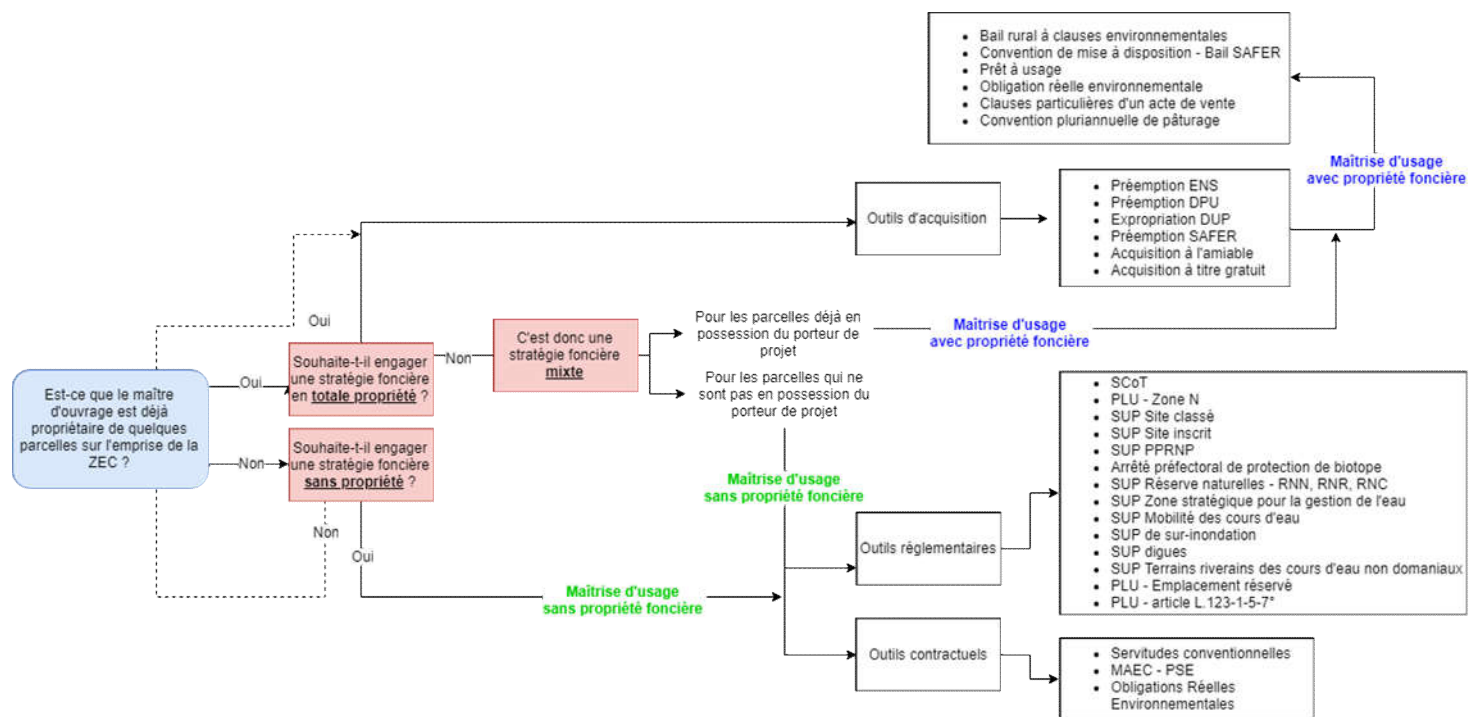 Bail rural à clauses environnementales
Convention de mise à disposition - Bail SAFER
Prêt à usage
Obligation réelle environnementale
Clauses particulières d'un acte de vente
Convention pluriannuelle de pâturage
Maîtrise d'usage
avec propriété foncière
Outils d'acquisition
Préemption ENS
Préemption DPU
Expropriation DUP
Préemption SAFER
Acquisition à l'amiable
Acquisition à titre gratuit
Oui
Souhaite-t-il engager
une stratégie foncière
en totale propriété ?
Non
C'est donc une
stratégie foncière
mixte
Pour les parcelles déjà en
possession du porteur de
projet
Maîtrise d'usage
avec propriété foncière
Pour les parcelles qui ne
sont pas en possession du
porteur de projet
Est-ce que le maître
d'ouvrage est déjà
propriétaire de quelques
parcelles sur l'emprise de la
ZEC ?
Oui
Non
Souhaite-t-il engager
une stratégie foncière
sans propriété ?
Non
Oui
Maîtrise d'usage
sans propriété foncière
Maîtrise d'usage
sans propriété foncière
Outils réglementaires
SCoT
PLU - Zone N
SUP Site classé
SUP Site inscrit
SUP PPRNP
Arrêté préfectoral de protection de biotope
SUP Réserve naturelles - RNN, RNR, RNC
SUP Zone stratégique pour la gestion de l'eau
SUP Mobilité des cours d'eau
SUP de sur-inondation
SUP digues
SUP Terrains riverains des cours d'eau non domaniaux
PLU - Emplacement réservé
PLU - article L.123-1-5-7°
Outils contractuels
Servitudes conventionnelles
MAEC - PSE
Obligations Réelles
Environnementales